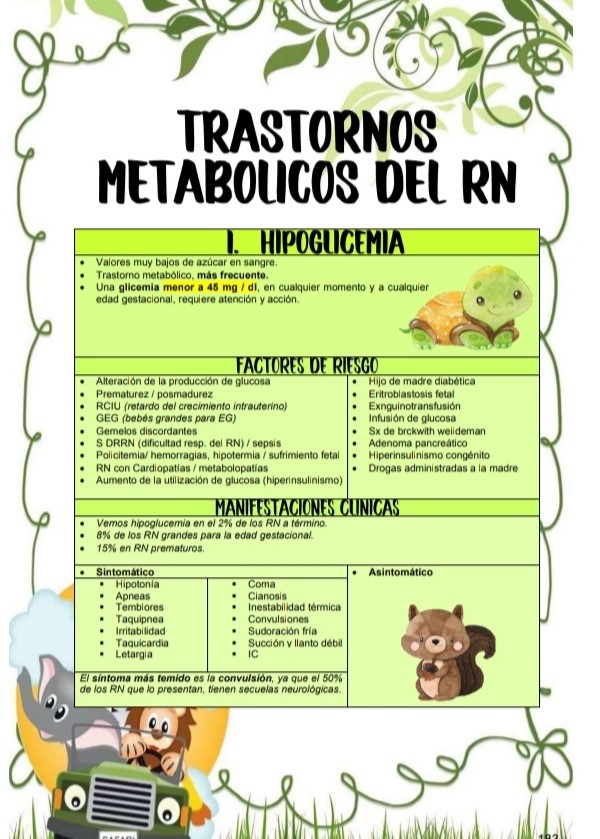 TRASTORNOS
METABOLICOS DEL RN
I. HIPOGLICEMIA
• Valores muy bajos de azúcar en sangre.
• Trastorno metabólico, más frecuente.
• Una glicemia menor a 45 mg / dl, en cualquier momento y a cualquier
edad gestacional, requiere atención y acción.
FACTORES DE RIESGO
• Alteración de la producción de glucosa
• Prematurez / posmadurez
• RCIU (retardo del crecimiento intrauterino)
• GEG (bebés grandes para EG)
• Gemelos discordantes
• S DRRN (dificultad resp. del RN) / sepsis
• Policitemia/ hemorragias, hipotermia / sufrimiento fetal
• RN con Cardiopatías / metabolopatías
• Aumento de la utilización de glucosa (hiperinsulinismo)
• Hijo de madre diabética
• Eritroblastosis fetal
• Exnguinotransfusión
• Infusión de glucosa
• Sx de brckwith weiideman
• Adenoma pancreático
• Hiperinsulinismo congénito
• Drogas administradas a la madre
MANIFESTACIONES CLINICAS
• Vemos hipoglucemia en el 2% de los RN a término.
• 8% de los RN grandes para la edad gestacional.
• 15% en RN prematuros.
• Sintomático
▪ Hipotonía
▪ Apneas
▪ Temblores
▪ Taquipnea
▪ Irritabilidad
▪ Taquicardia
▪ Letargia
▪ Coma
▪ Cianosis
▪ Inestabilidad térmica
▪ Convulsiones
▪ Sudoración fría
▪ Succión y llanto débil
▪ IC
• Asintomático
El síntoma más temido es la convulsión, ya que el 50%
de los RN que lo presentan, tienen secuelas neurológicas.